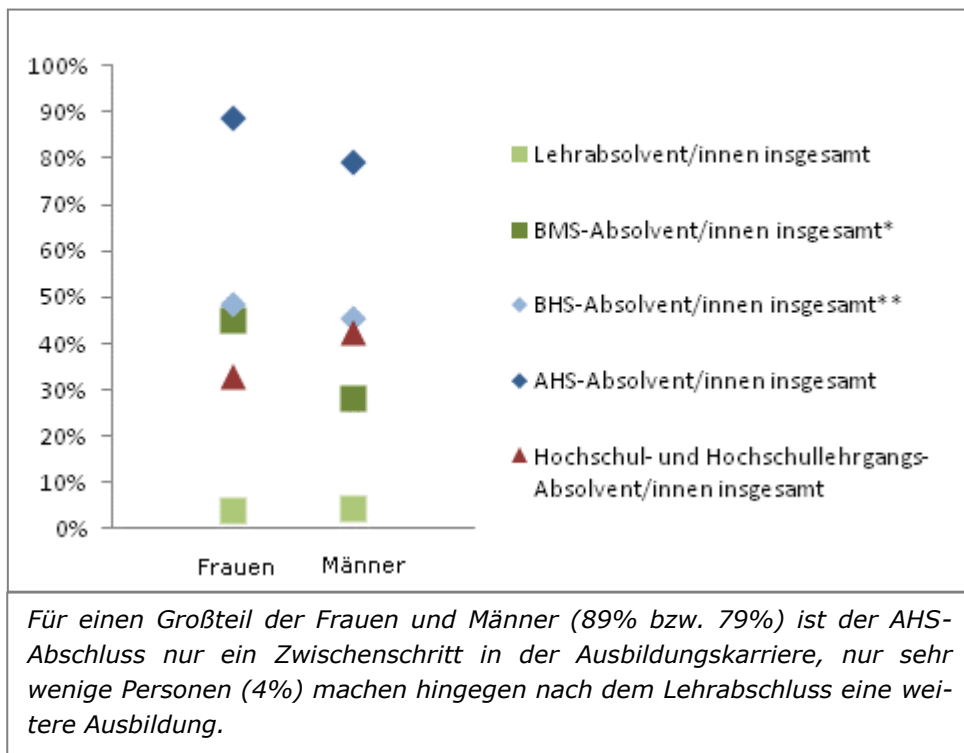 100%
90%
80%
70%
60%
50%
40%
30%
20%
10%
0%
Frauen
Männer
Lehrabsolvent/innen insgesamt
BMS-Absolvent/innen insgesamt*
BHS-Absolvent/innen insgesamt**
AHS-Absolvent/innen insgesamt
Hochschul- und Hochschullehrgangs-
Absolvent/innen insgesamt
Für einen Großteil der Frauen und Männer (89% bzw. 79%) ist der AHS-
Abschluss nur ein Zwischenschritt in der Ausbildungskarriere, nur sehr
wenige Personen (4%) machen hingegen nach dem Lehrabschluss eine wei-
tere Ausbildung.